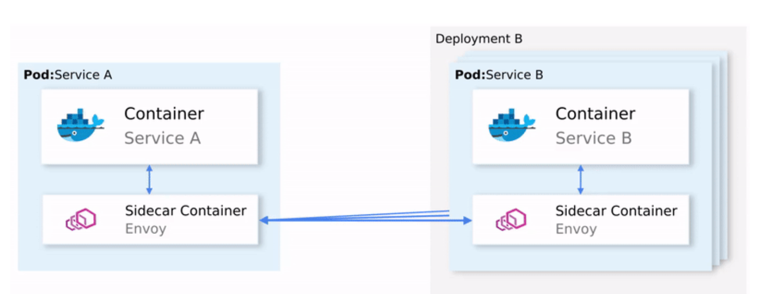 Deployment B
Pod:Service A
Pod:Service B
Container
Service A
Container
Service B
Sidecar Container
Envoy
Sidecar Container
Envoy